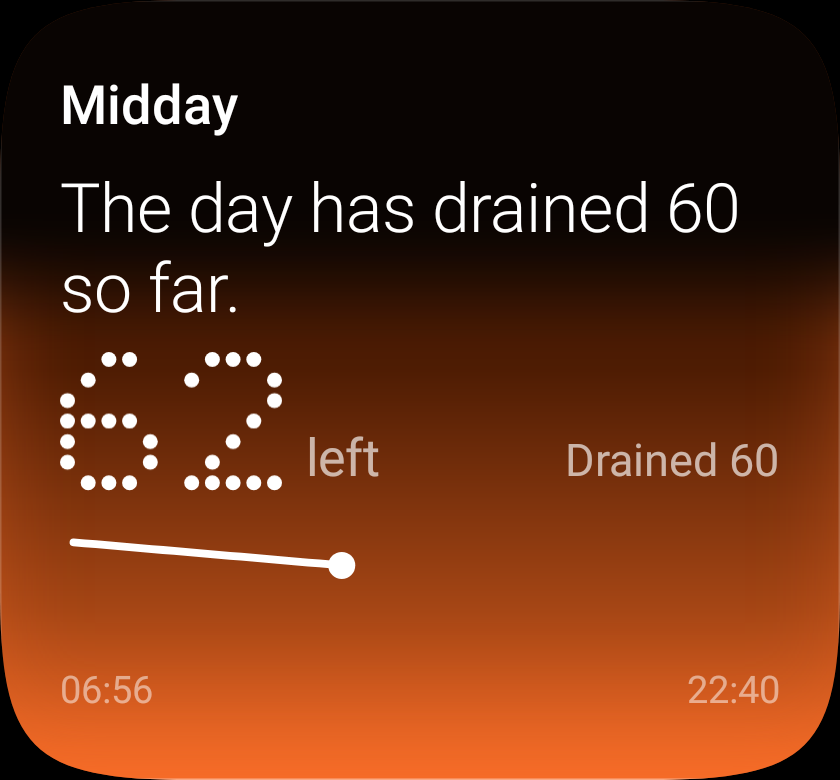 Midday
The day has drained 60
so far.
62 left
Drained 60
06:56
22:40